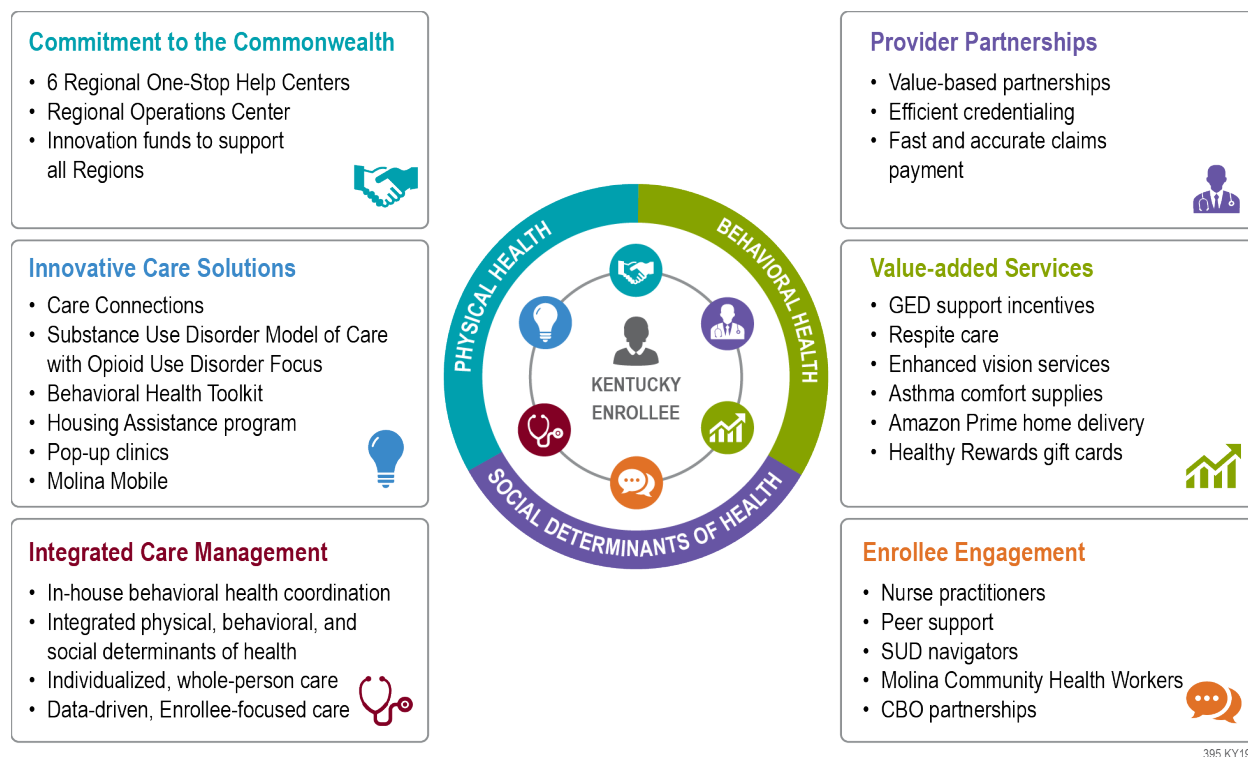 Commitment to the Commonwealth
• 6 Regional One-Stop Help Centers
• Regional Operations Center
• Innovation funds to support
all Regions
Innovative Care Solutions
• Care Connections
• Substance Use Disorder Model of Care
with Opioid Use Disorder Focus
• Behavioral Health Toolkit
• Housing Assistance program
• Pop-up clinics
• Molina Mobile
Integrated Care Management
• In-house behavioral health coordination
• Integrated physical, behavioral, and
social determinants of health
• Individualized, whole-person care
• Data-driven, Enrollee-focused care
PHYSICAL HEALTH
BEHAVIORAL HEALTH
SOCIAL DETERMINANTS OF HEALTH
KENTUCKY
ENROLLEE
Provider Partnerships
• Value-based partnerships
• Efficient credentialing
• Fast and accurate claims
payment
Value-added Services
• GED support incentives
• Respite care
• Enhanced vision services
• Asthma comfort supplies
• Amazon Prime home delivery
• Healthy Rewards gift cards
Enrollee Engagement
• Nurse practitioners
• Peer support
• SUD navigators
• Molina Community Health Workers
• CBO partnerships
395 KY19